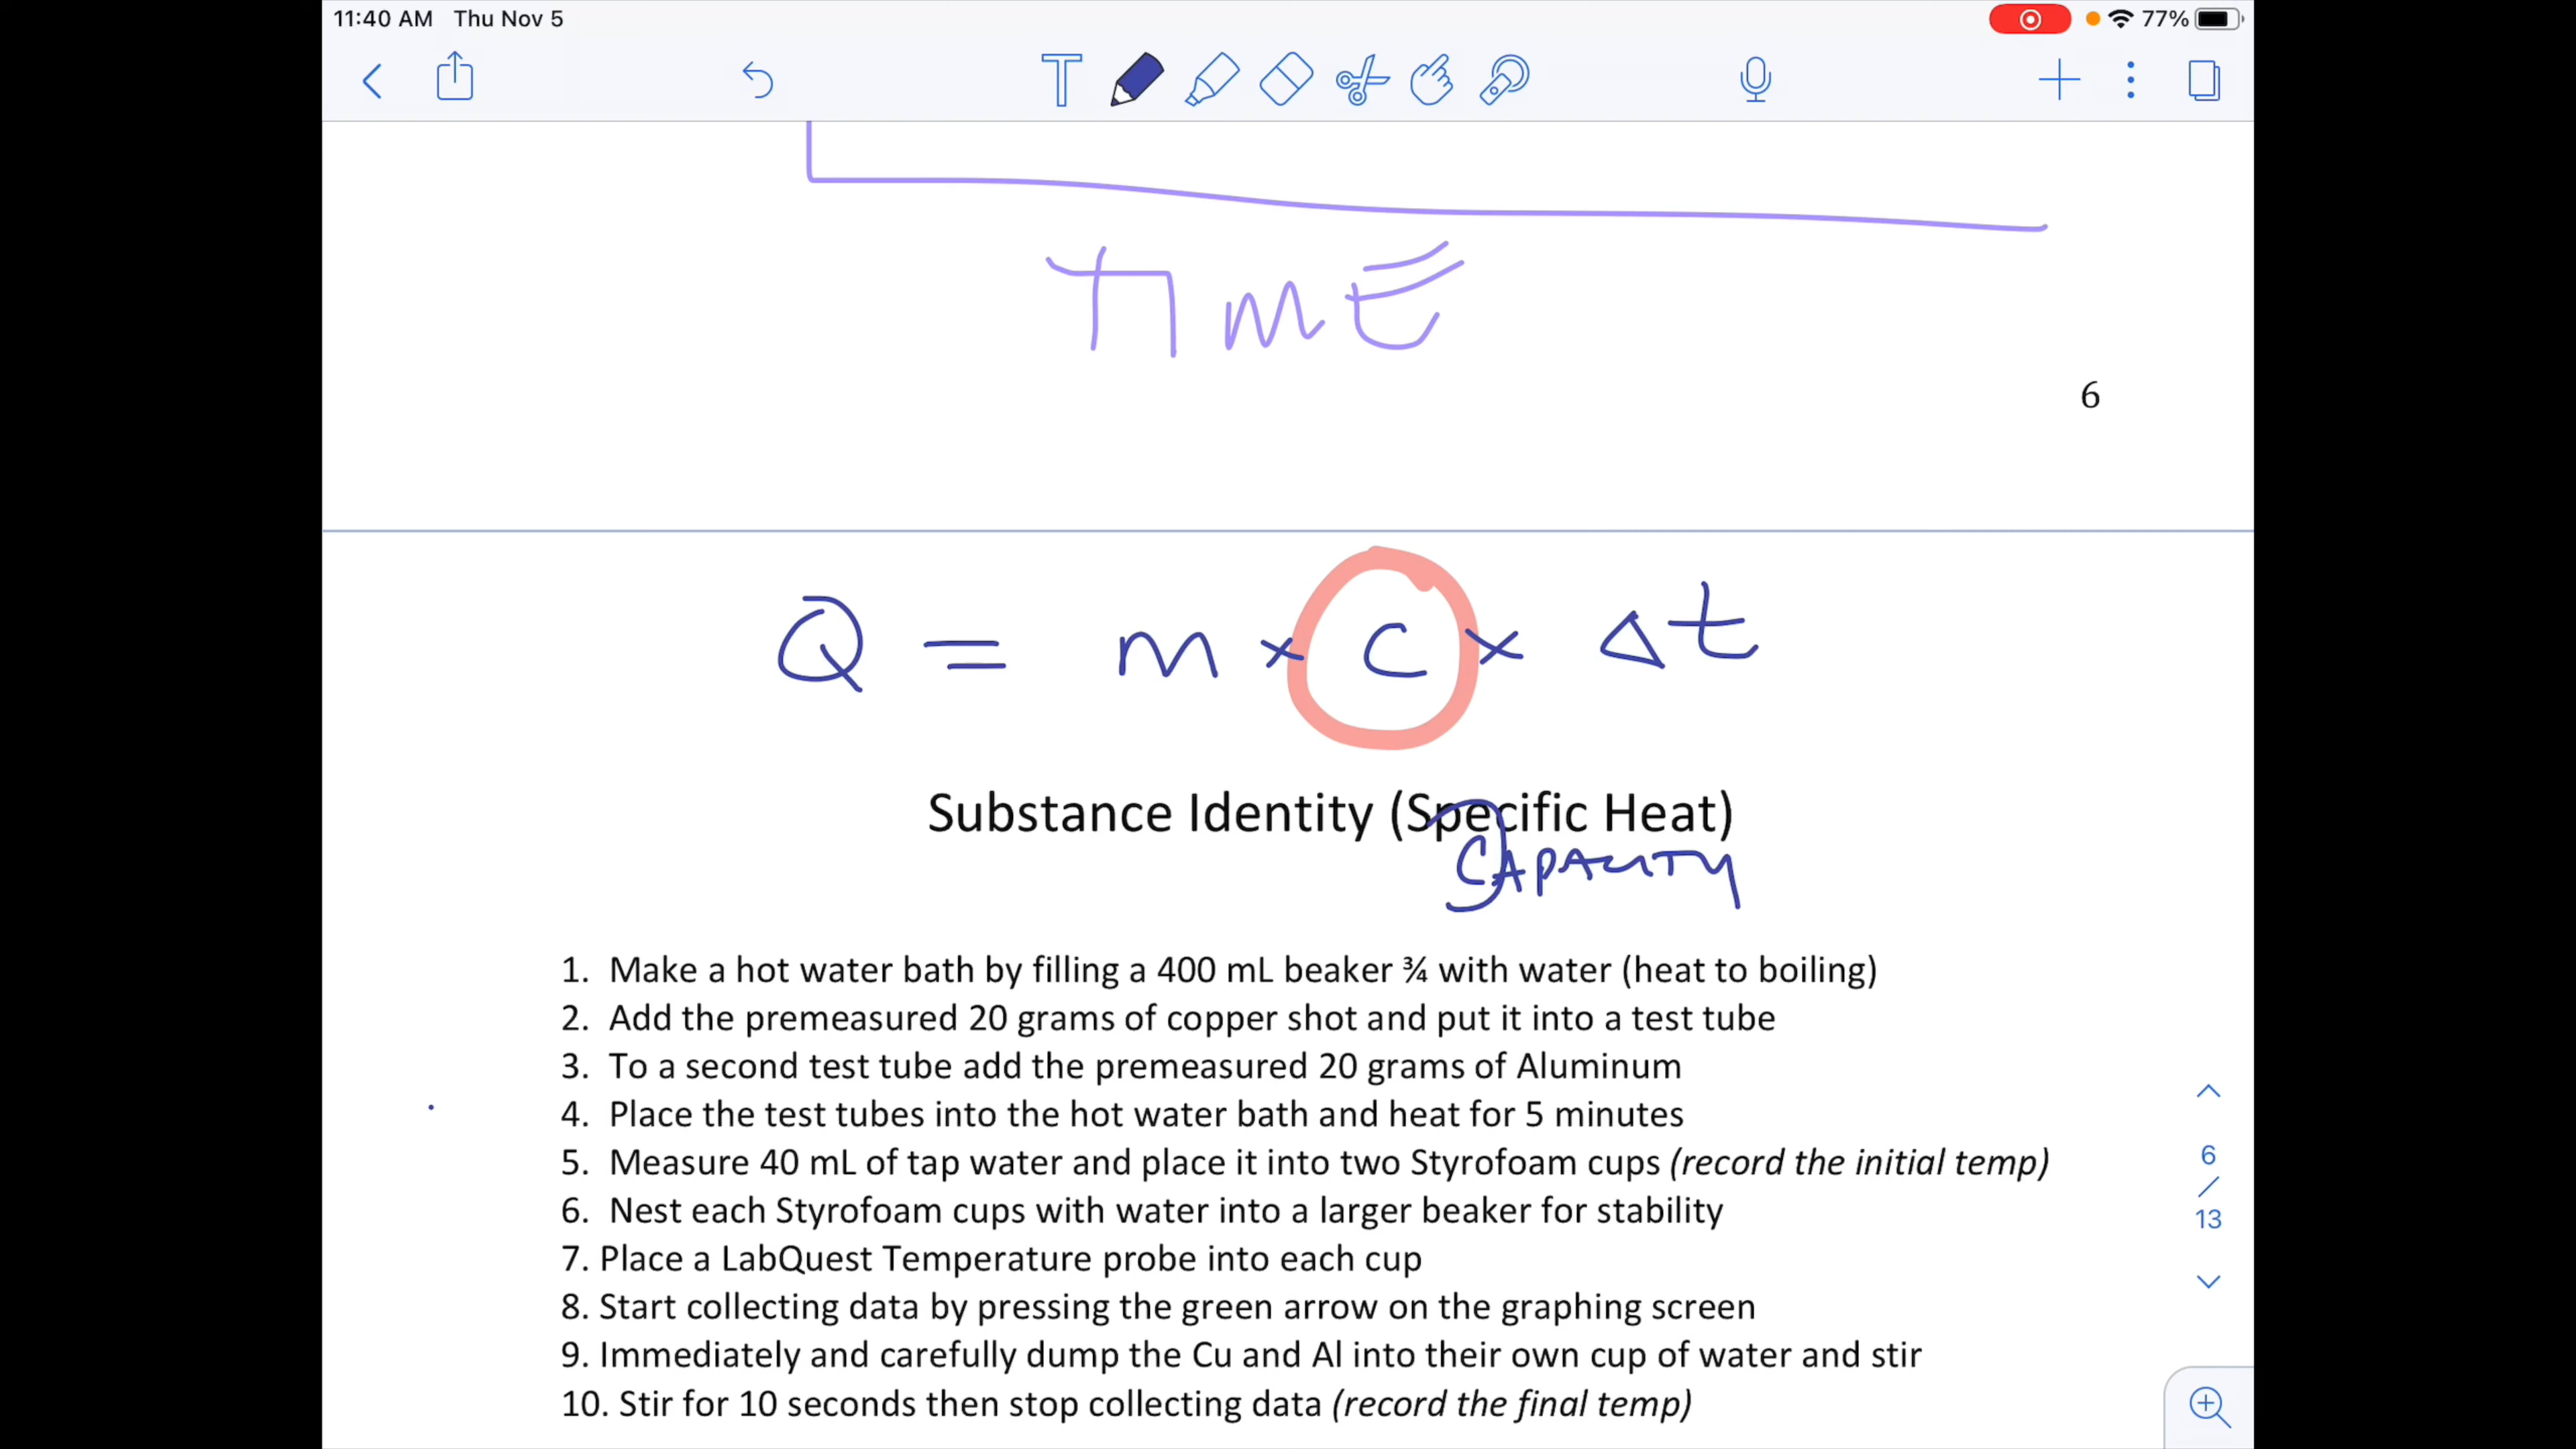 11:40 AM Thu Nov 5 77%
T
TIME
6
Q = m × C × Δt
Substance Identity (Specific Heat)
CAPACITY
1. Make a hot water bath by filling a 400 mL beaker ¾ with water (heat to boiling)
2. Add the premeasured 20 grams of copper shot and put it into a test tube
3. To a second test tube add the premeasured 20 grams of Aluminum
4. Place the test tubes into the hot water bath and heat for 5 minutes
5. Measure 40 mL of tap water and place it into two Styrofoam cups (record the initial temp)
6. Nest each Styrofoam cups with water into a larger beaker for stability
7. Place a LabQuest Temperature probe into each cup
8. Start collecting data by pressing the green arrow on the graphing screen
9. Immediately and carefully dump the Cu and Al into their own cup of water and stir
10. Stir for 10 seconds then stop collecting data (record the final temp)
6
/
13